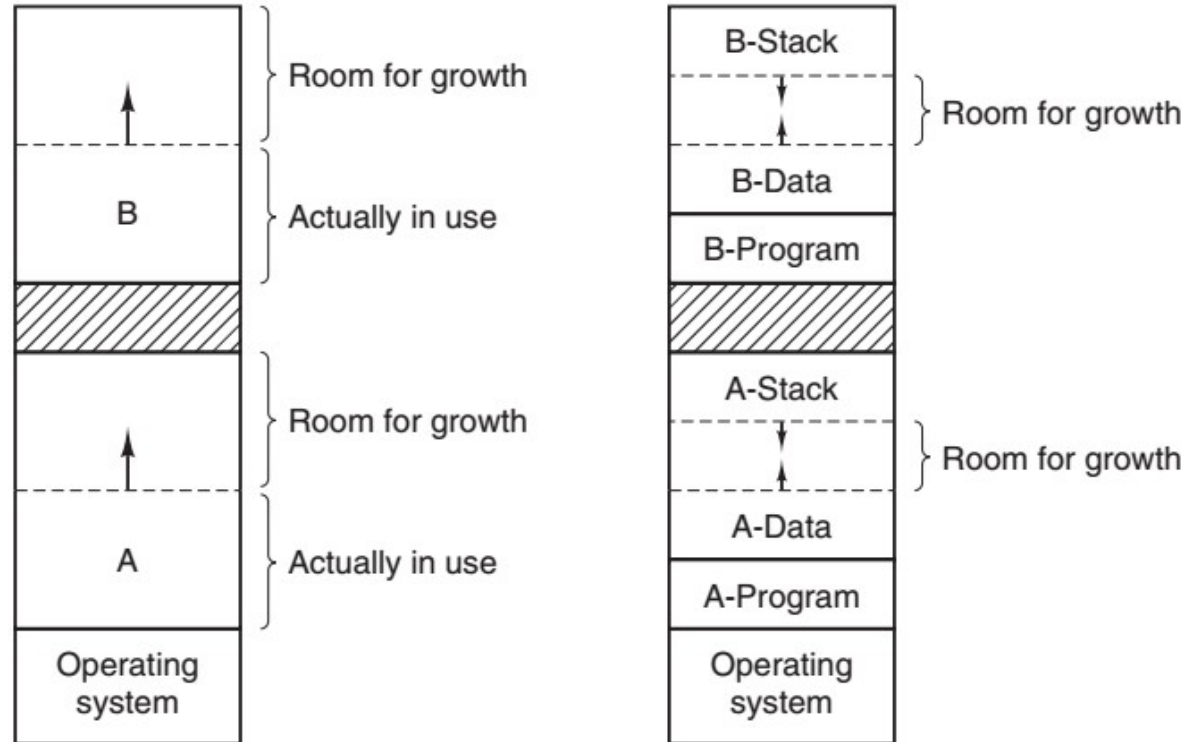 Room for growth
B
Actually in use
Room for growth
A
Actually in use
Operating
system
B-Stack
Room for growth
B-Data
B-Program
A-Stack
Room for growth
A-Data
A-Program
Operating
system